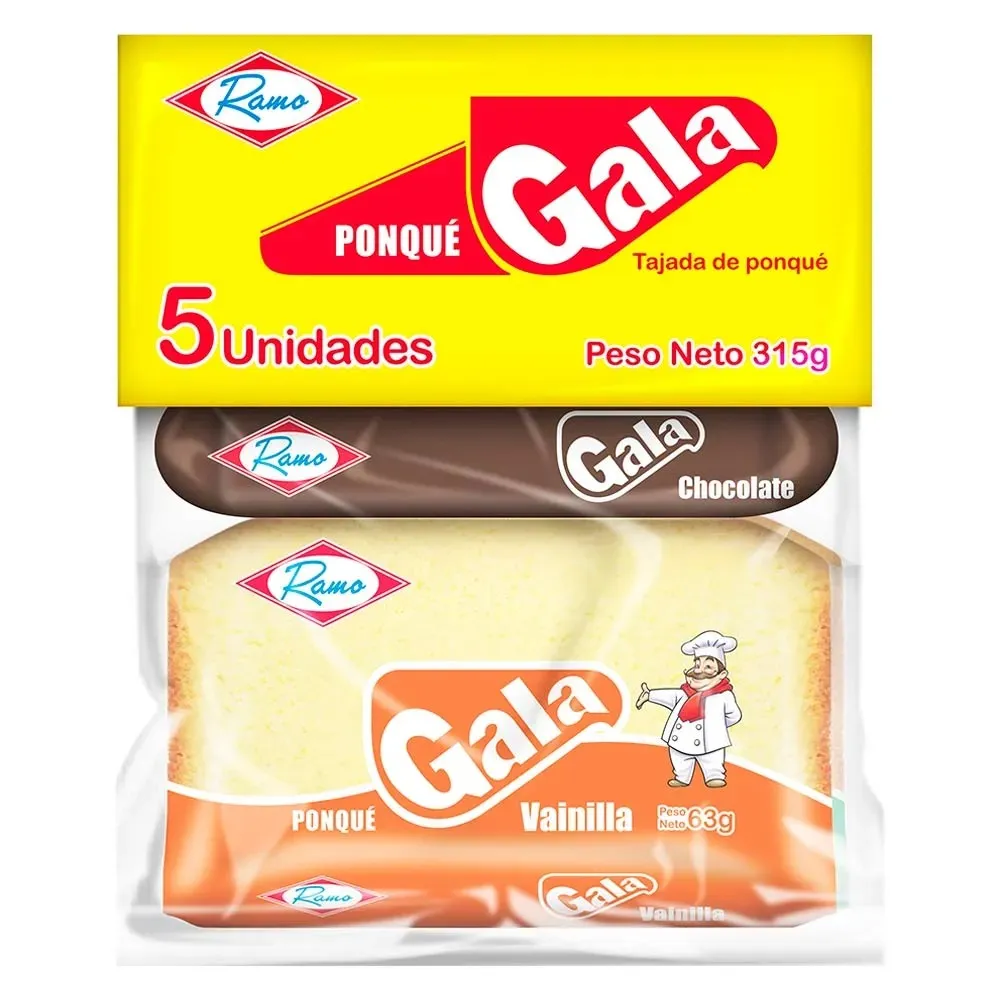 Ramo
PONQUÉ Gala
Tajada de ponqué
5 Unidades
Peso Neto 315g
Ramo
Gala
Chocolate
Ramo
Gala
PONQUÉ
Vainilla
Peso
Neto 63g
Ramo
Gala
Vainilla